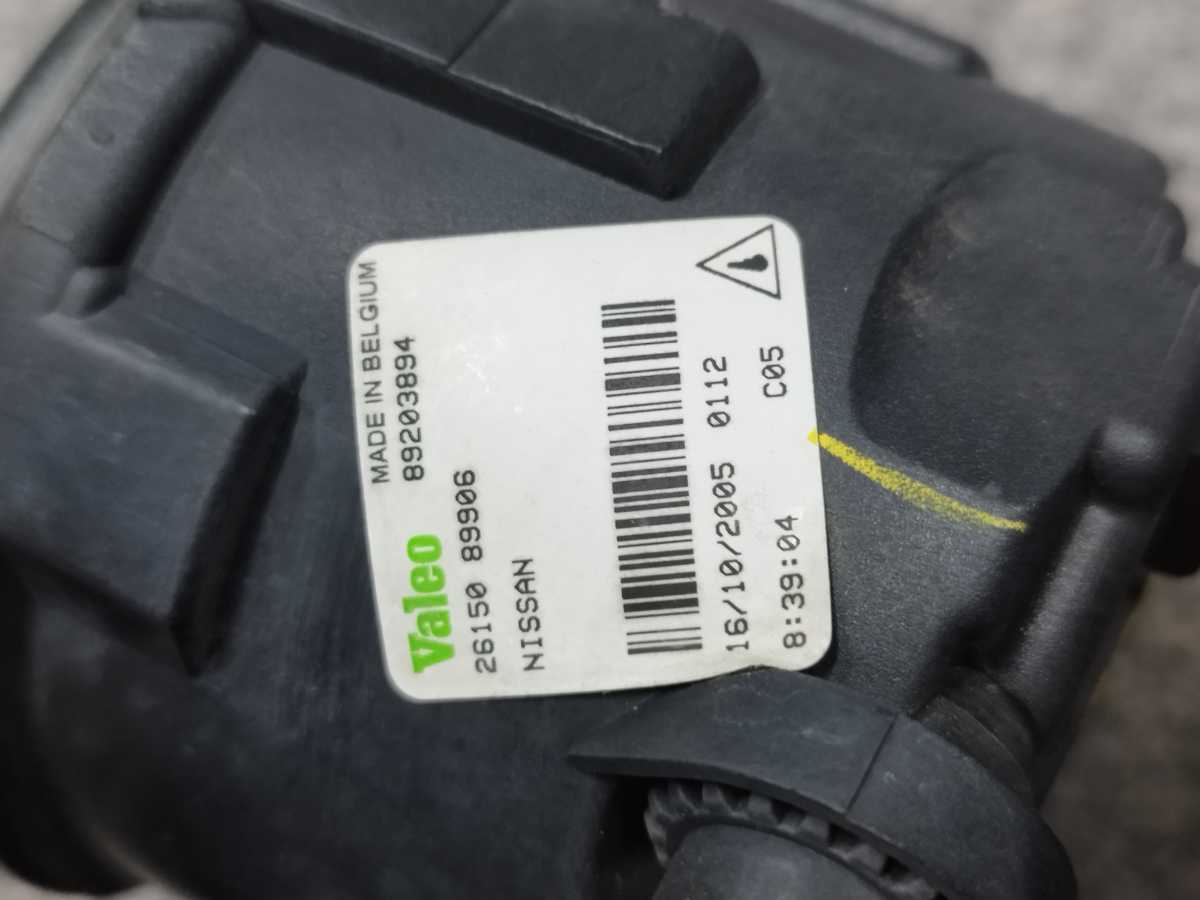 MADE IN BELGIUM
Valeo 89203894
26150 89906
NISSAN
16/10/2005 0112
8:39:04 C05